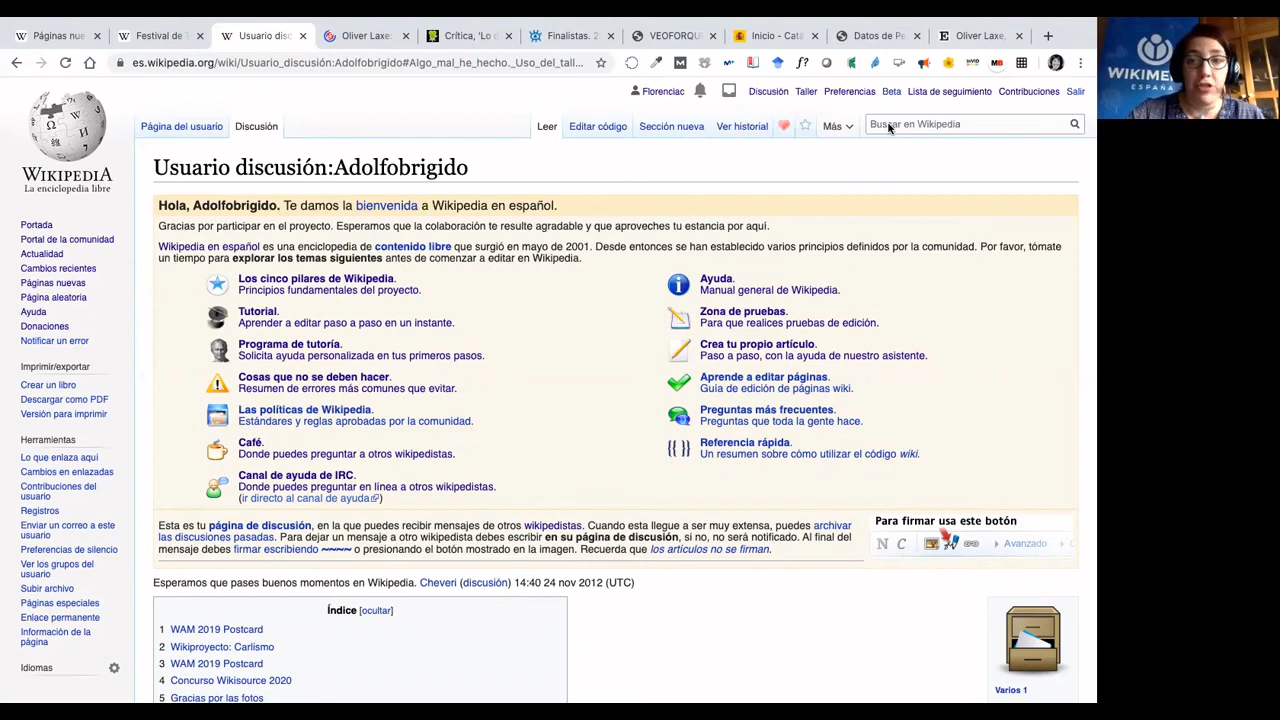 Páginas nue
Festival de
Usuario disc
Oliver Laxe,
Crítica, 'Lo
Finalistas. 2
VEOFORQU
Inicio - Catá
Datos de Pe
Oliver Laxe,
es.wikipedia.org/wiki/Usuario_discusión:Adolfobrigido#Algo_mal_he_hecho._Uso_del_tall...
WIKIME
ESPAÑA
Florenciac
Discusión
Taller
Preferencias
Beta
Lista de seguimiento
Contribuciones
Salir
Página del usuario
Discusión
Leer
Editar código
Sección nueva
Ver historial
Más
Buscar en Wikipedia
WIKIPEDIA
La enciclopedia libre
Portada
Portal de la comunidad
Actualidad
Cambios recientes
Páginas nuevas
Página aleatoria
Ayuda
Donaciones
Notificar un error
Imprimir/exportar
Crear un libro
Descargar como PDF
Versión para imprimir
Herramientas
Lo que enlaza aquí
Cambios en enlazadas
Contribuciones del
usuario
Registros
Enviar un correo a este
usuario
Preferencias de silencio
Ver los grupos del
usuario
Subir archivo
Páginas especiales
Enlace permanente
Información de la
página
Idiomas
Usuario discusión:Adolfobrigido
Hola, Adolfobrigido. Te damos la bienvenida a Wikipedia en español.
Gracias por participar en el proyecto. Esperamos que la colaboración te resulte agradable y que aproveches tu estancia por aquí.
Wikipedia en español es una enciclopedia de contenido libre que surgió en mayo de 2001. Desde entonces se han establecido varios principios definidos por la comunidad. Por favor, tómate
un tiempo para explorar los temas siguientes antes de comenzar a editar en Wikipedia.
Los cinco pilares de Wikipedia.
Principios fundamentales del proyecto.
Tutorial.
Aprender a editar paso a paso en un instante.
Programa de tutoría.
Solicita ayuda personalizada en tus primeros pasos.
Cosas que no se deben hacer.
Resumen de errores más comunes que evitar.
Las políticas de Wikipedia.
Estándares y reglas aprobadas por la comunidad.
Café.
Donde puedes preguntar a otros wikipedistas.
Canal de ayuda de IRC.
Donde puedes preguntar en línea a otros wikipedistas.
(ir directo al canal de ayuda)
Ayuda.
Manual general de Wikipedia.
Zona de pruebas.
Para que realices pruebas de edición.
Crea tu propio artículo.
Paso a paso, con la ayuda de nuestro asistente.
Aprende a editar páginas.
Guía de edición de páginas wiki.
Preguntas más frecuentes.
Preguntas que toda la gente hace.
Referencia rápida.
Un resumen sobre cómo utilizar el código wiki.
Esta es tu página de discusión, en la que puedes recibir mensajes de otros wikipedistas. Cuando esta llegue a ser muy extensa, puedes archivar
las discusiones pasadas. Para dejar un mensaje a otro wikipedista debes escribir en su página de discusión, si no, no será notificado. Al final del
mensaje debes firmar escribiendo ~~~~ o presionando el botón mostrado en la imagen. Recuerda que los artículos no se firman.
Para firmar usa este botón
N C
Avanzado
Esperamos que pases buenos momentos en Wikipedia. Cheveri (discusión) 14:40 24 nov 2012 (UTC)
Índice [ocultar]
1 WAM 2019 Postcard
2 Wikiproyecto: Carlismo
3 WAM 2019 Postcard
4 Concurso Wikisource 2020
5 Gracias por las fotos
Varios 1